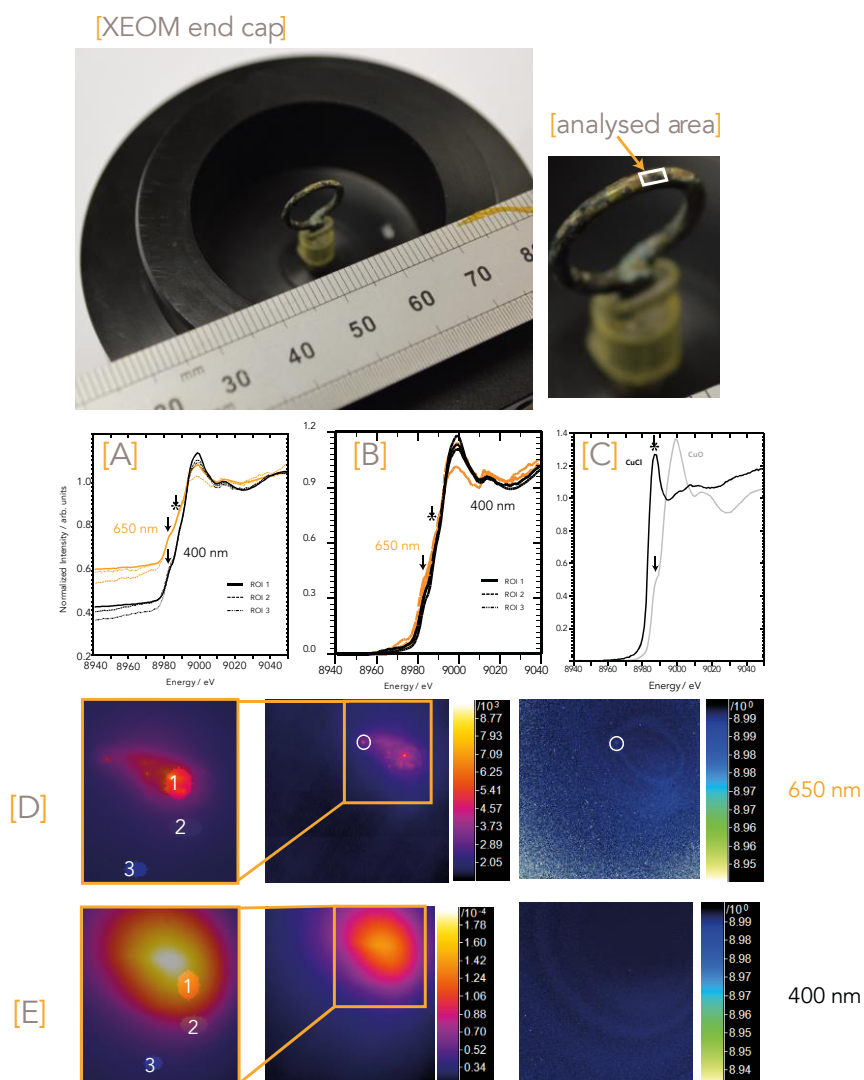 [XEOM end cap]
[analysed area]
mm
20 30 40 50 60 70 80
mm
[A]
Normalized Intensity / arb. units
1.0
0.8
0.6
0.4
0.2
650 nm
*
400 nm
ROI 1
ROI 2
ROI 3
8940 8960 8980 9000 9020 9040
Energy / eV
[B]
1.2
0.9
0.6
0.3
0.0
*
400 nm
650 nm
ROI 1
ROI 2
ROI 3
8940 8960 8980 9000 9020 9040
Energy / eV
[C]
1.4
1.2
1.0
0.8
0.6
0.4
0.2
*
CuCl
CuO
8940 8960 8980 9000 9020 9040
Energy / eV
[D]
1
2
3
/10³
8.77
7.93
7.09
6.25
5.41
4.57
3.73
2.89
2.05
/10⁰
8.99
8.99
8.98
8.98
8.97
8.97
8.96
8.96
8.95
650 nm
[E]
1
2
3
/10⁻⁴
1.78
1.60
1.42
1.24
1.06
0.88
0.70
0.52
0.34
/10⁰
8.99
8.98
8.98
8.97
8.97
8.96
8.95
8.95
8.94
400 nm